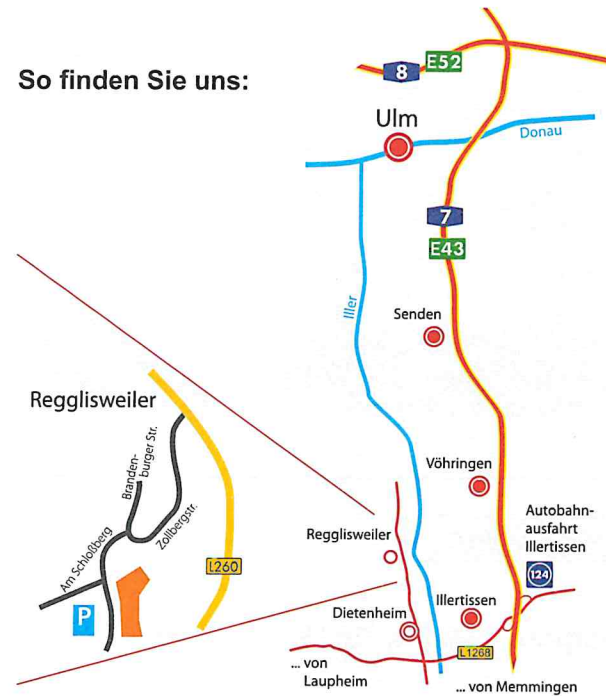 So finden Sie uns:
8
E52
Ulm
Donau
7
E43
Iller
Senden
Regglisweiler
Branden-
burger Str.
Zollbergstr.
Am Schloßberg
L260
P
Vöhringen
Autobahn-
ausfahrt
Illertissen
124
Regglisweiler
Dietenheim
Illertissen
L1268
... von
Laupheim
... von Memmingen